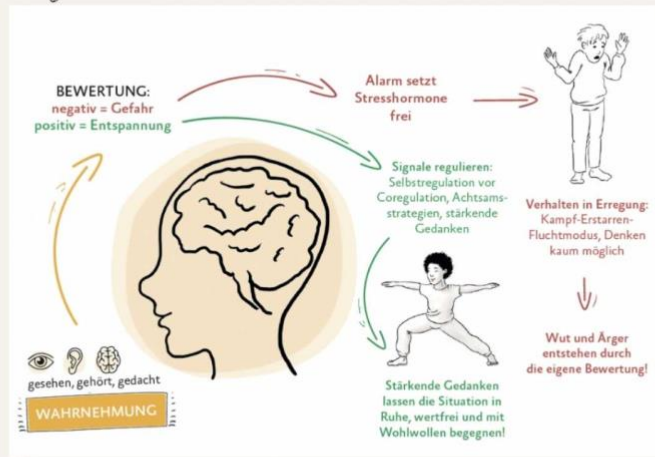 BEWERTUNG:
negativ = Gefahr
positiv = Entspannung
Alarm setzt
Stresshormone
frei
Signale regulieren:
Selbstregulation vor
Coregulation, Achtsams-
strategien, stärkende
Gedanken
Verhalten in Erregung:
Kampf-Erstarren-
Fluchtmodus, Denken
kaum möglich
Wut und Ärger
entstehen durch
die eigene Bewertung!
gesehen, gehört, gedacht
WAHRNEHMUNG
Stärkende Gedanken
lassen die Situation in
Ruhe, wertfrei und mit
Wohlwollen begegnen!